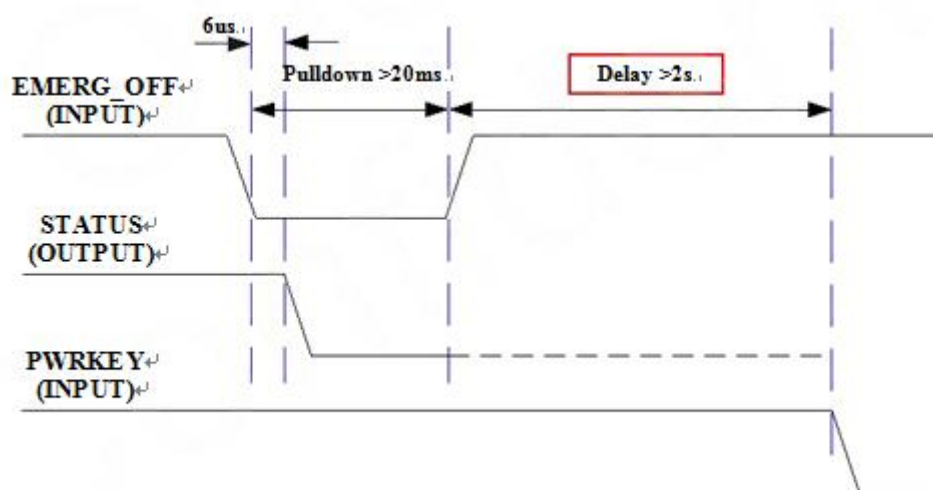 6us
Pulldown >20ms
Delay >2s
EMERG_OFF↵
(INPUT)↵
STATUS↵
(OUTPUT)↵
PWRKEY↵
(INPUT)↵